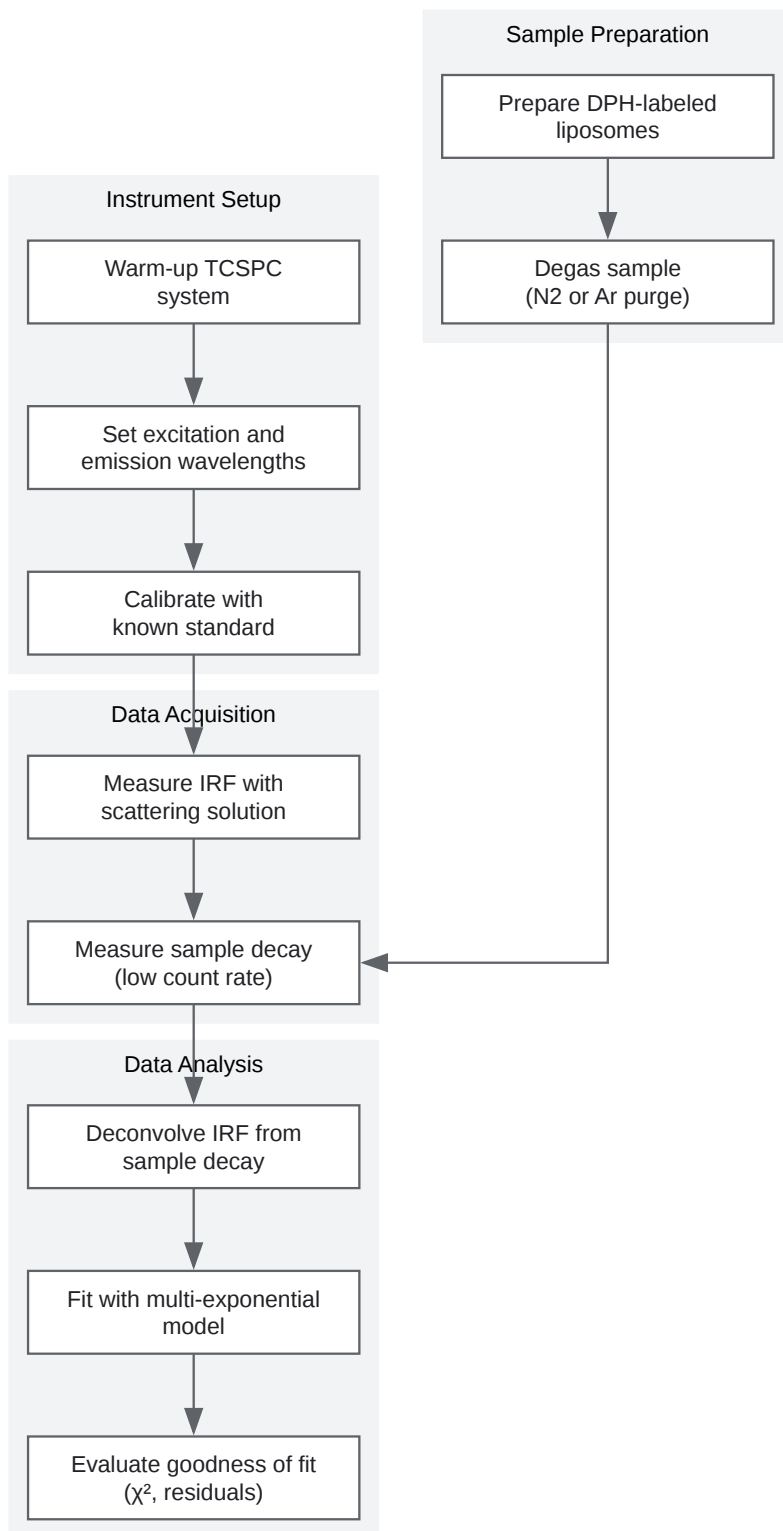 Sample Preparation
Prepare DPH-labeled
liposomes
Degas sample
(N2 or Ar purge)
Instrument Setup
Warm-up TCSPC
system
Set excitation and
emission wavelengths
Calibrate with
known standard
Data Acquisition
Measure IRF with
scattering solution
Measure sample decay
(low count rate)
Data Analysis
Deconvolve IRF from
sample decay
Fit with multi-exponential
model
Evaluate goodness of fit
(χ², residuals)